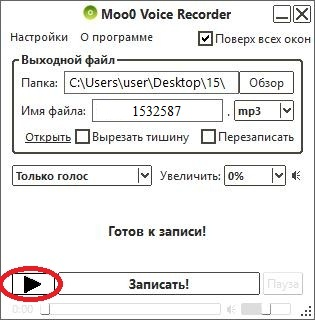 Moo0 Voice Recorder
Настройки О программе Поверх всех окон
Выходной файл
Папка: C:\Users\user\Desktop\15\ Обзор
Имя файла: 1532587 . mp3
Открыть Вырезать тишину Перезаписать
Только голос Увеличить: 0%
Готов к записи!
Записать! Пауза
0:00